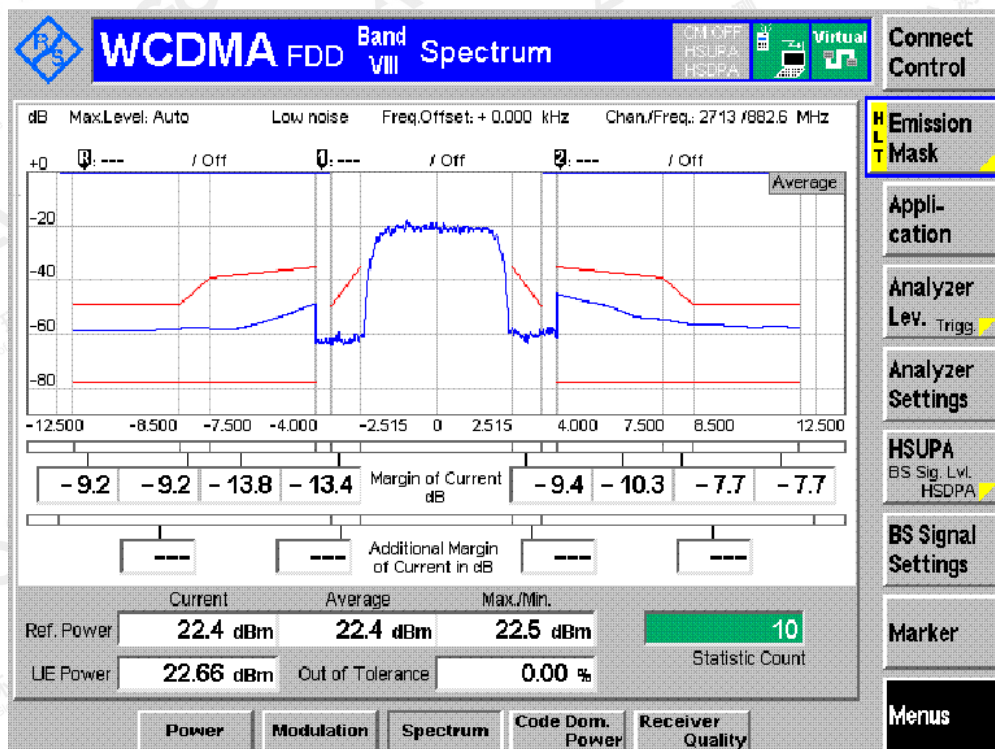 R&S
WCDMA FDD Band VIII Spectrum
CM OFF
HSUPA
HSDPA
Virtual
Connect Control
dB Max.Level: Auto Low noise Freq.Offset: + 0.000 kHz Chan./Freq.: 2713 /882.6 MHz
HLT
Emission Mask
+0 R: --- / Off 1: --- / Off 2: --- / Off
Average
-20
-40
-60
-80
-12.500 -8.500 -7.500 -4.000 -2.515 0 2.515 4.000 7.500 8.500 12.500
Appli-
cation
Analyzer
Lev. Trigg.
Analyzer
Settings
HSUPA
BS Sig. Lvl.
HSDPA
BS Signal
Settings
Marker
Menus
- 9.2 - 9.2 - 13.8 - 13.4 Margin of Current dB - 9.4 - 10.3 - 7.7 - 7.7
--- --- Additional Margin of Current in dB --- ---
Current Average Max./Min.
Ref. Power 22.4 dBm 22.4 dBm 22.5 dBm 10
Statistic Count
UE Power 22.66 dBm Out of Tolerance 0.00 %
Power Modulation Spectrum Code Dom. Power Receiver Quality